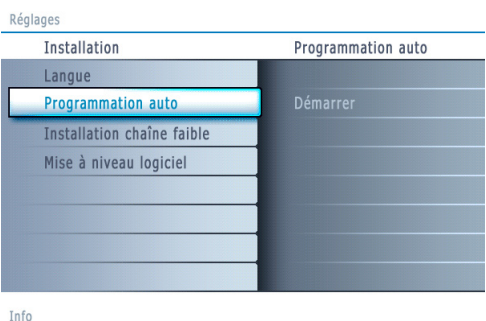 Réglages
Installation Programmation auto
Langue
Programmation auto Démarrer
Installation chaîne faible
Mise à niveau logiciel
Info